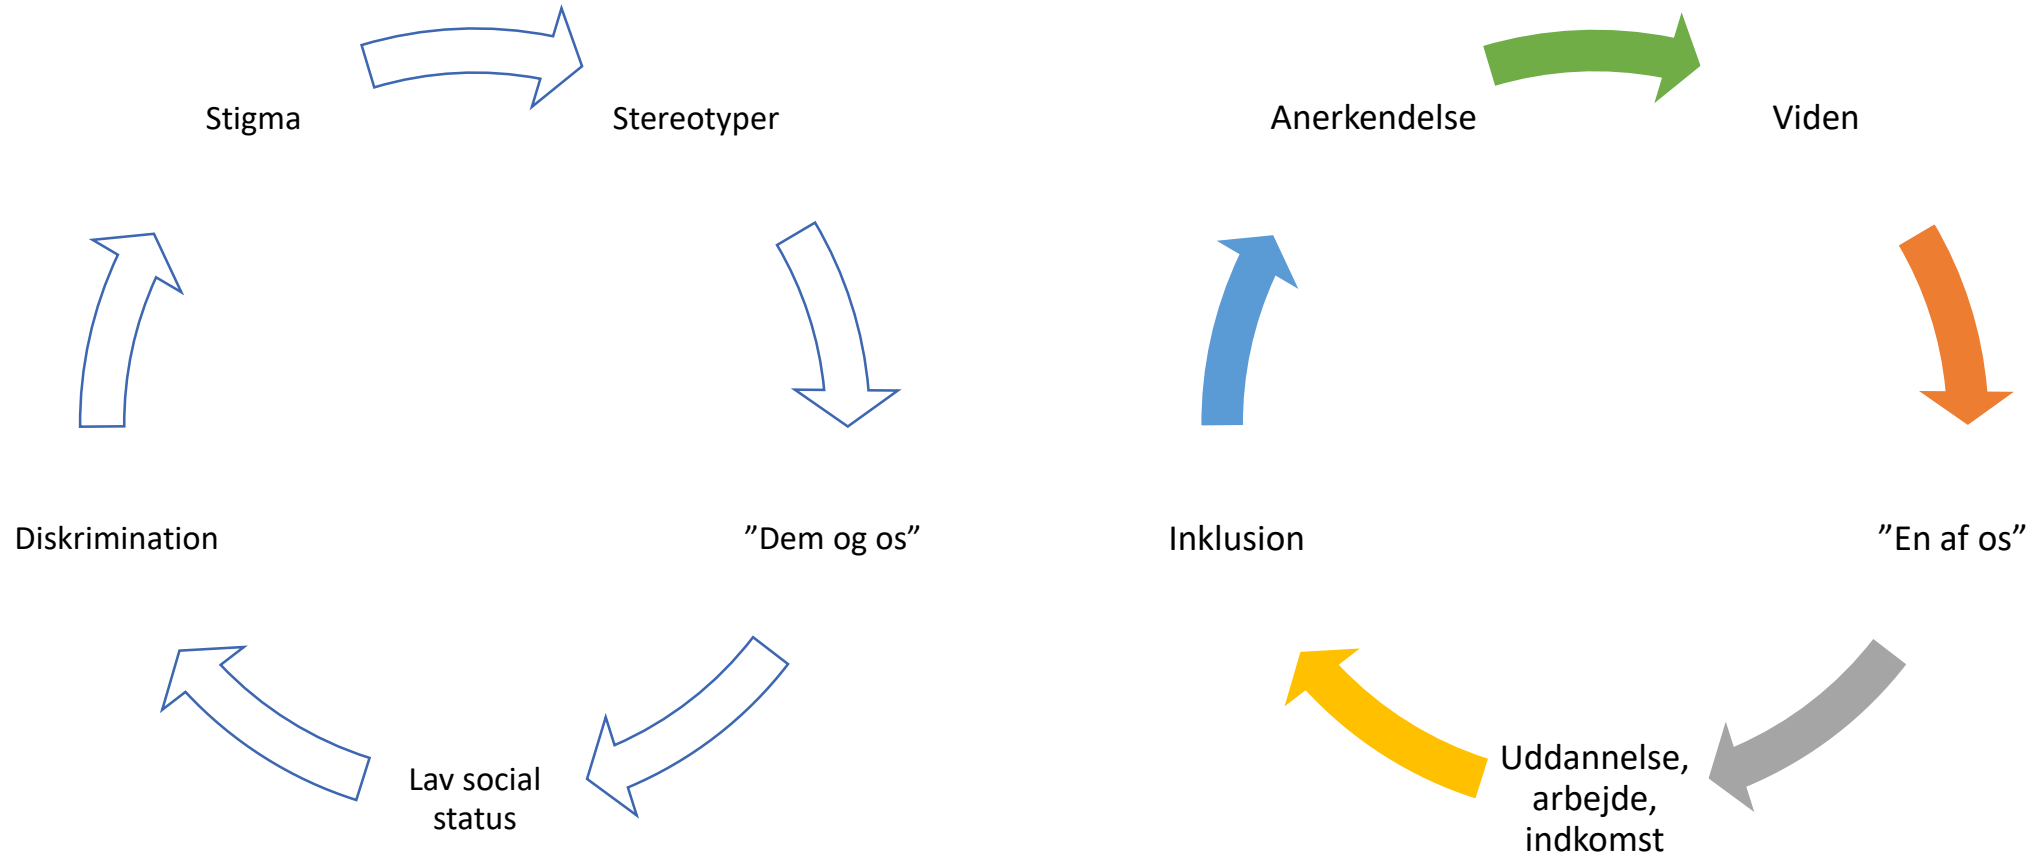 Stigma
Stereotyper
”Dem og os”
Lav social
status
Diskrimination
Anerkendelse
Viden
”En af os”
Uddannelse,
arbejde,
indkomst
Inklusion